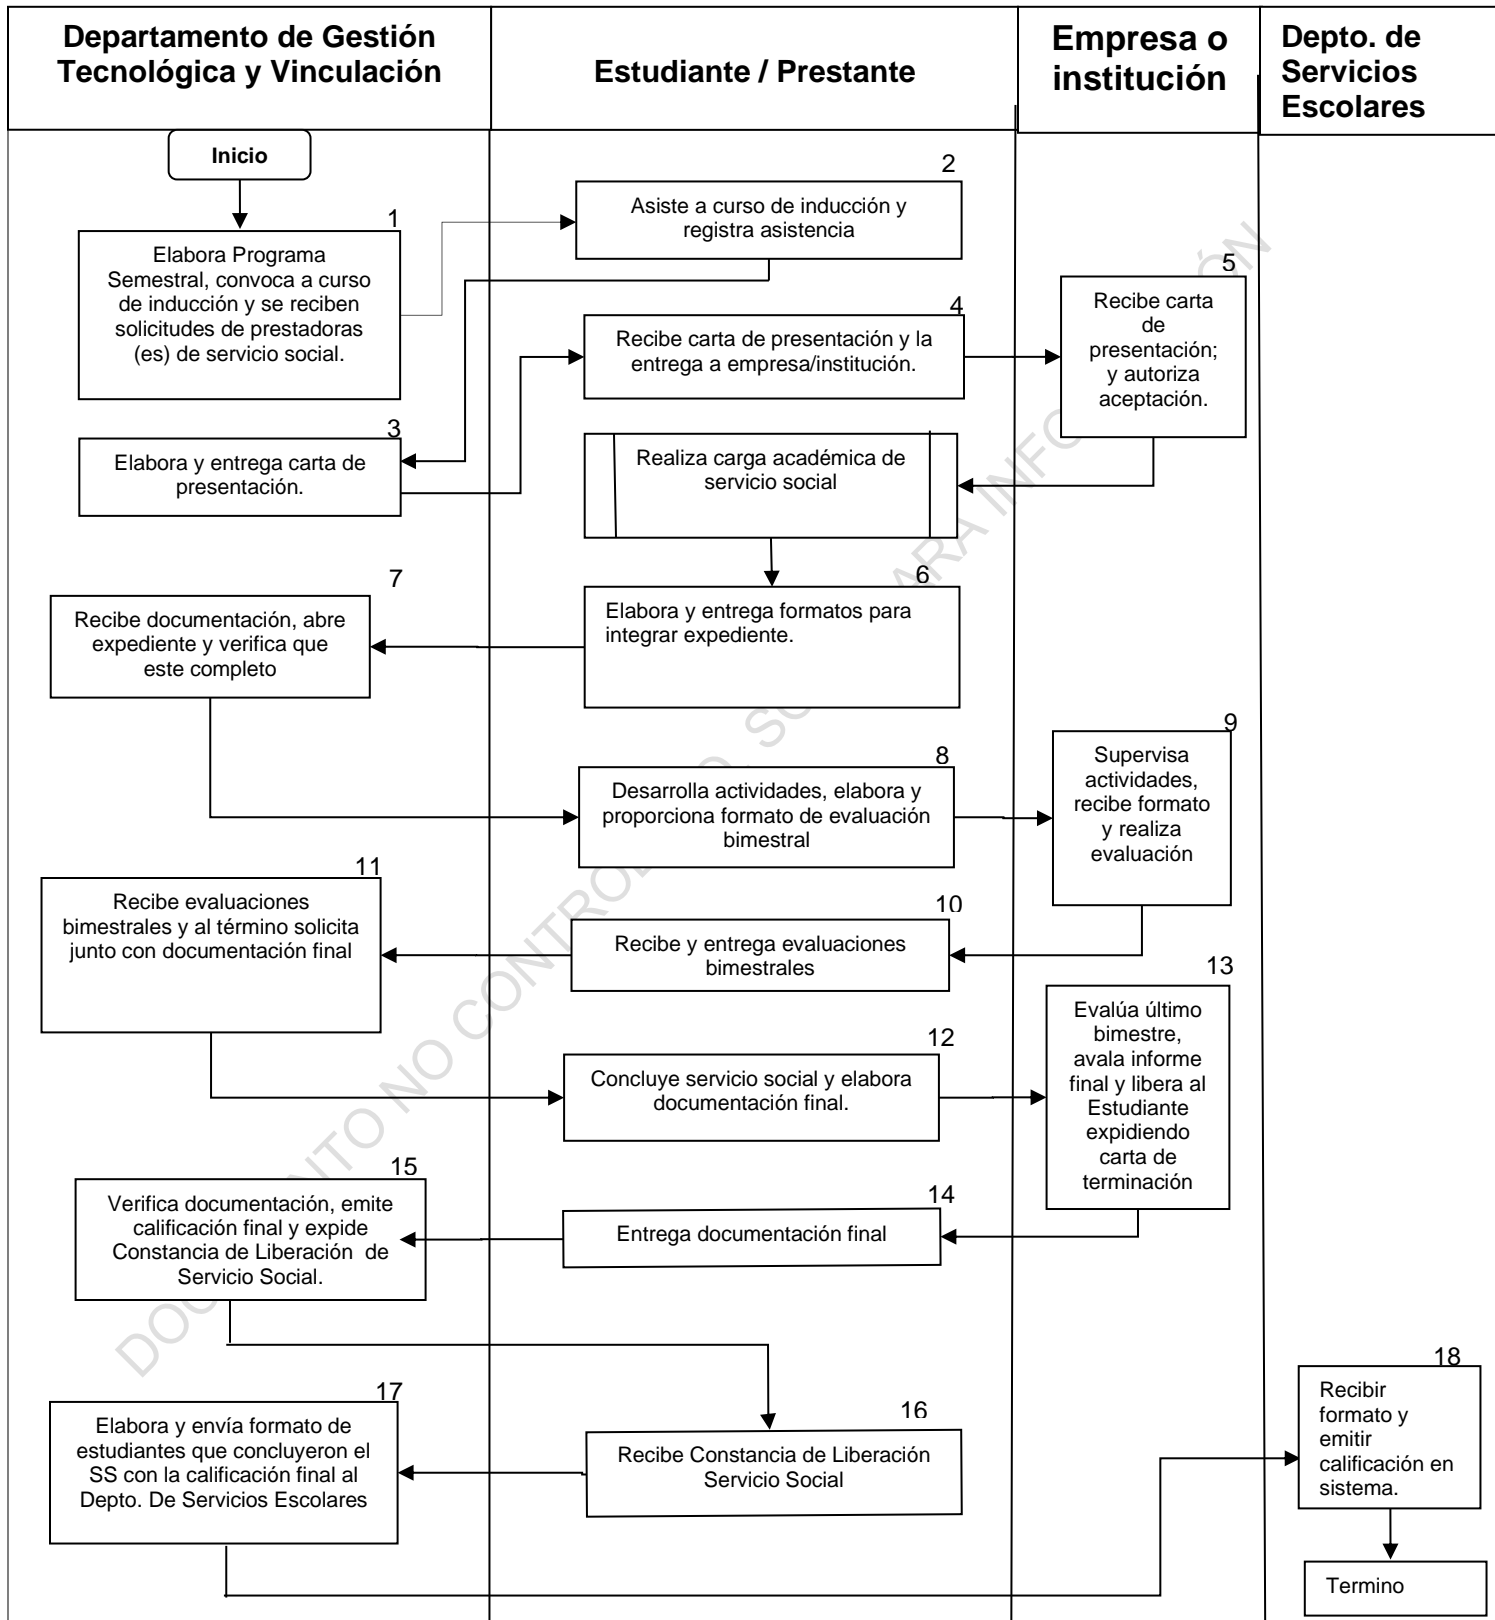 Departamento de Gestión
Tecnológica y Vinculación
Estudiante / Prestante
Empresa o
institución
Depto. de
Servicios
Escolares
Inicio
1
Elabora Programa
Semestral, convoca a curso
de inducción y se reciben
solicitudes de prestadoras
(es) de servicio social.
2
Asiste a curso de inducción y
registra asistencia
3
Elabora y entrega carta de
presentación.
4
Recibe carta de presentación y la
entrega a empresa/institución.
5
Recibe carta
de
presentación;
y autoriza
aceptación.
Realiza carga académica de
servicio social
6
Elabora y entrega formatos para
integrar expediente.
7
Recibe documentación, abre
expediente y verifica que
este completo
8
Desarrolla actividades, elabora y
proporciona formato de evaluación
bimestral
9
Supervisa
actividades,
recibe formato
y realiza
evaluación
10
Recibe y entrega evaluaciones
bimestrales
11
Recibe evaluaciones
bimestrales y al término solicita
junto con documentación final
12
Concluye servicio social y elabora
documentación final.
13
Evalúa último
bimestre,
avala informe
final y libera al
Estudiante
expidiendo
carta de
terminación
14
Entrega documentación final
15
Verifica documentación, emite
calificación final y expide
Constancia de Liberación de
Servicio Social.
16
Recibe Constancia de Liberación
Servicio Social
17
Elabora y envía formato de
estudiantes que concluyeron el
SS con la calificación final al
Depto. De Servicios Escolares
18
Recibir
formato y
emitir
calificación en
sistema.
Termino